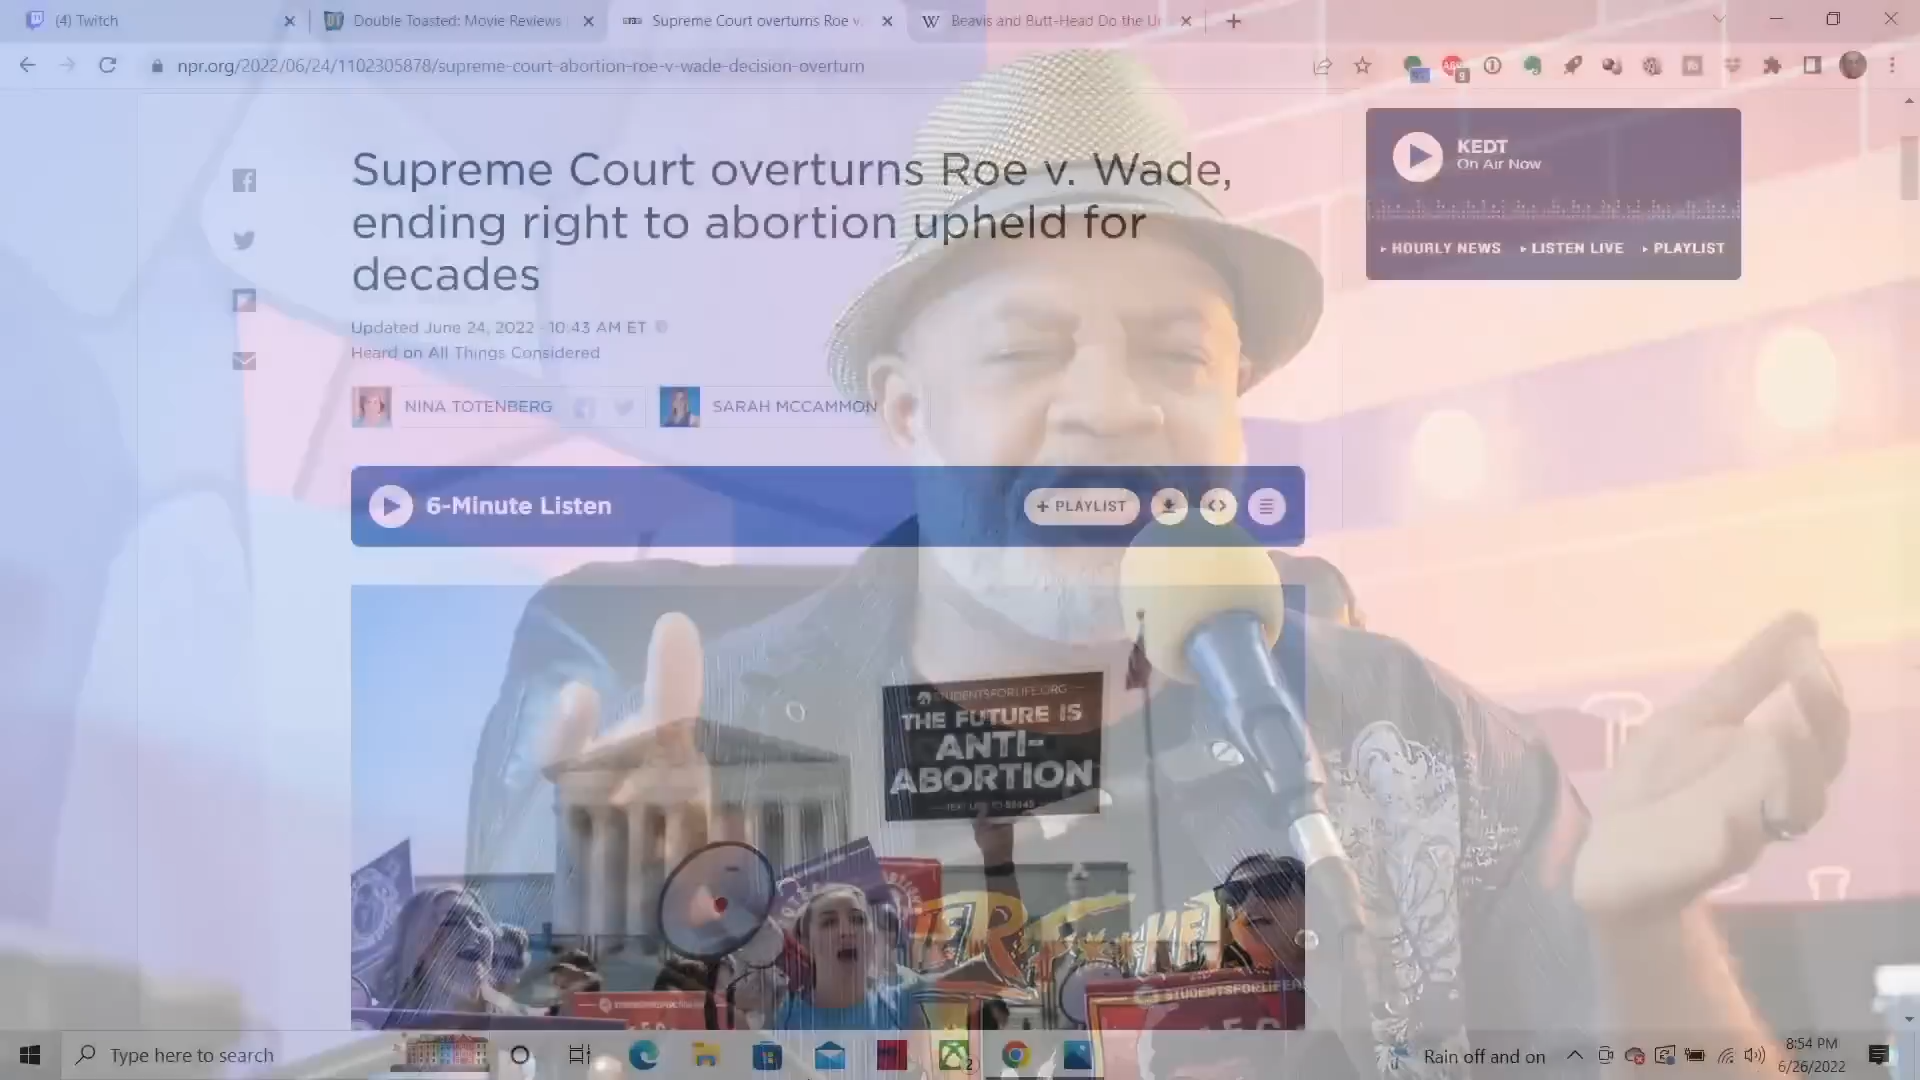 (4) Twitch
Double Toasted: Movie Reviews
Supreme Court overturns Roe v.
Beavis and Butt-Head Do the Un
npr.org/2022/06/24/1102305878/supreme-court-abortion-roe-v-wade-decision-overturn
Supreme Court overturns Roe v. Wade,
ending right to abortion upheld for
decades
Updated June 24, 2022 · 10:43 AM ET
Heard on All Things Considered
NINA TOTENBERG
SARAH MCCAMMON
6-Minute Listen
+ PLAYLIST
KEDT
On Air Now
HOURLY NEWS
LISTEN LIVE
PLAYLIST
STUDENTSFORLIFE.ORG
THE FUTURE IS
ANTI-
ABORTION
Type here to search
Rain off and on
8:54 PM
6/26/2022